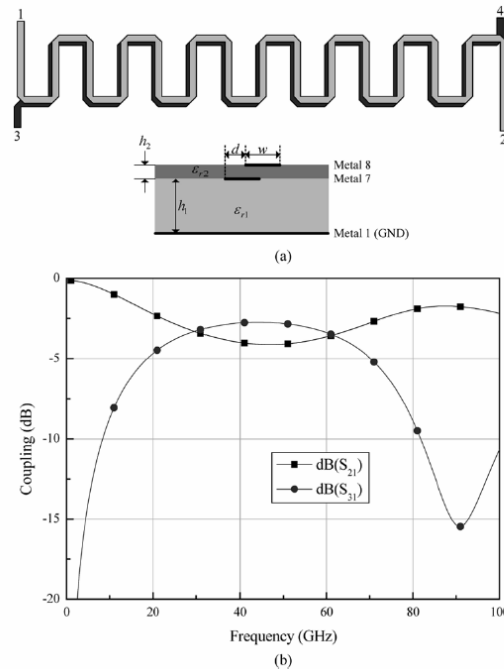 1
4
3
2
h₂
d
w
Metal 8
εr2
Metal 7
h₁
εr1
Metal 1 (GND)
(a)
0
-5
-10
-15
-20
Coupling (dB)
dB(S₂₁)
dB(S₃₁)
0
20
40
60
80
100
Frequency (GHz)
(b)